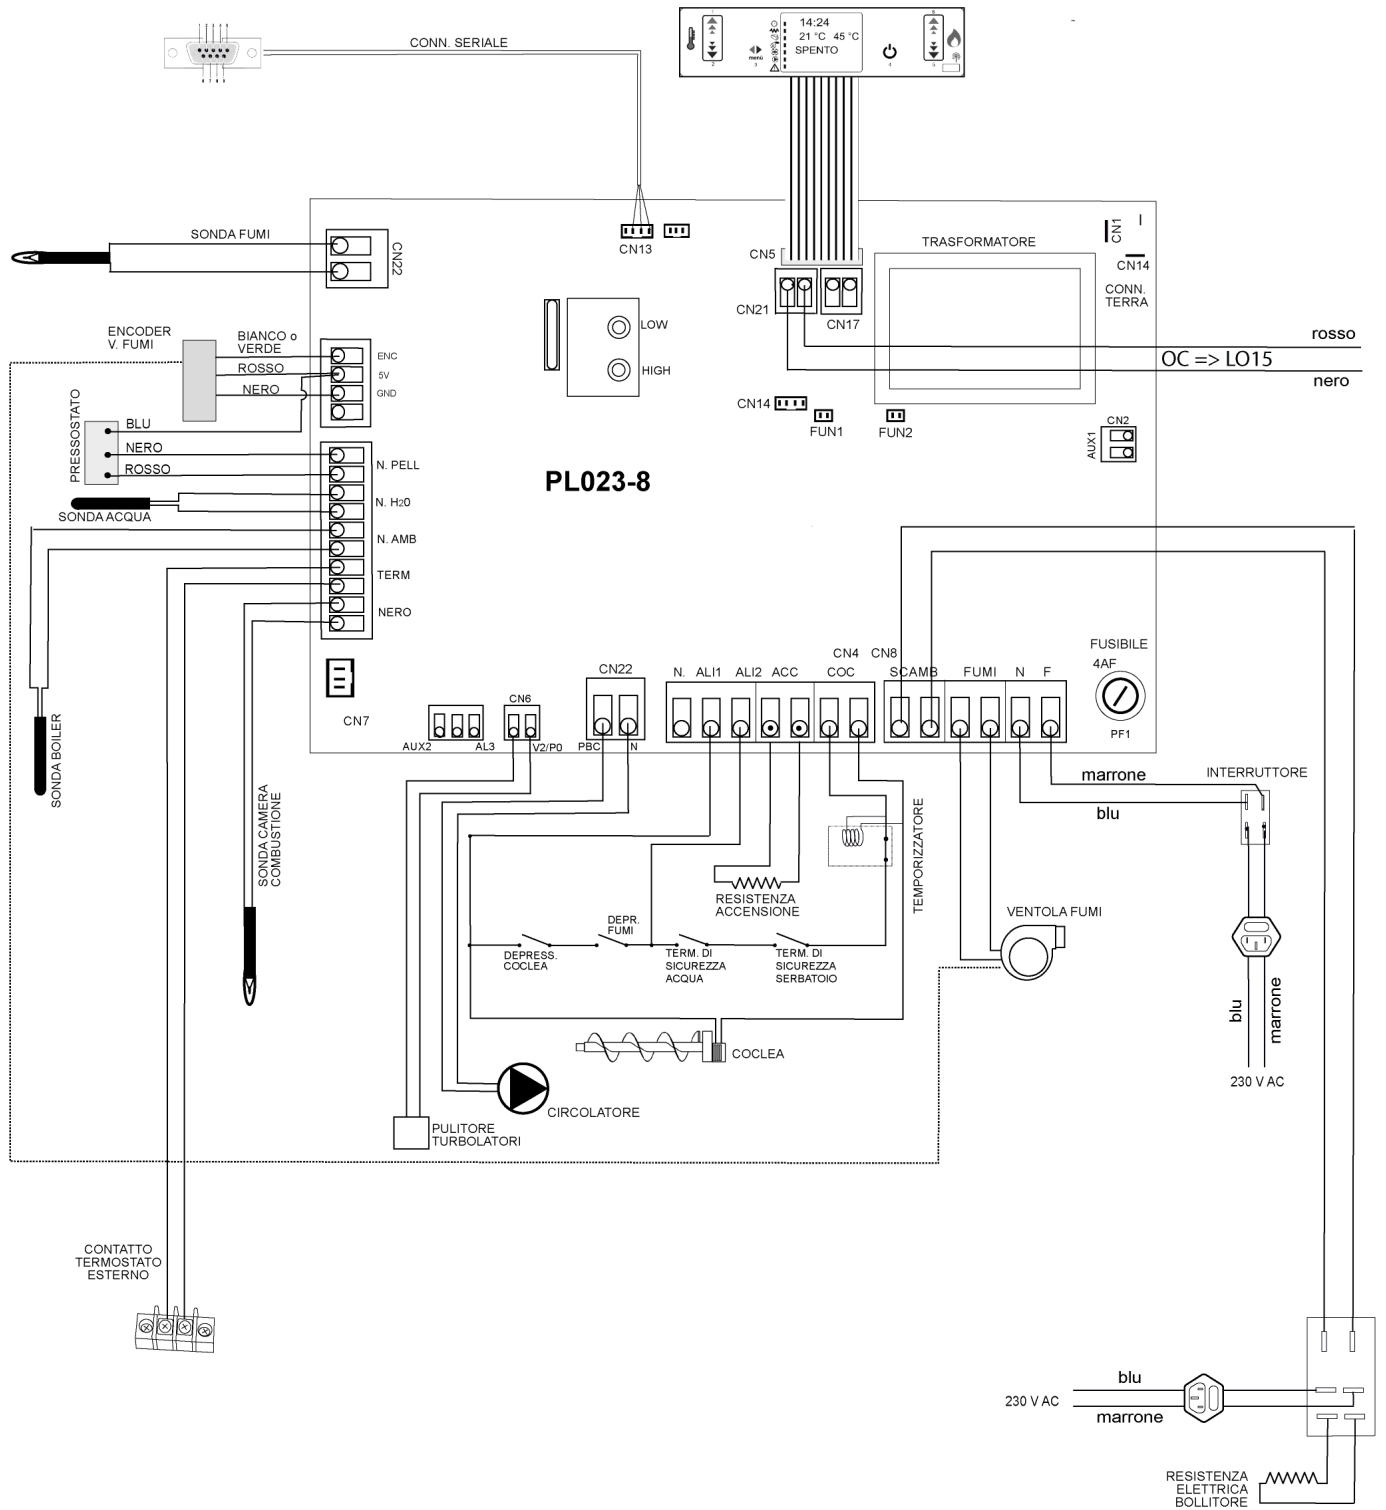 CONN. SERIALE
14:24
21 °C 45 °C
SPENTO
menù
SONDA FUMI
CN22
CN13
CN5
CN21
CN17
TRASFORMATORE
CN1
CN14
CONN.
TERRA
rosso
OC => LO15
nero
ENCODER
V. FUMI
BIANCO o
VERDE
ROSSO
NERO
ENC
5V
GND
LOW
HIGH
CN14
FUN1
FUN2
CN2
AUX1
PRESSOSTATO
BLU
NERO
ROSSO
N. PELL
PL023-8
SONDA ACQUA
N. H20
N. AMB
TERM
NERO
CN7
SONDA BOILER
SONDA CAMERA
COMBUSTIONE
AUX2
AL3
CN6
V2/P0
CN22
PBC
N
CN4
CN8
N.
ALI1
ALI2
ACC
COC
SCAMB
FUMI
N
F
FUSIBILE
4AF
PF1
marrone
blu
INTERRUTTORE
TEMPORIZZATORE
RESISTENZA
ACCENSIONE
DEPR.
FUMI
DEPRESS.
COCLEA
TERM. DI
SICUREZZA
ACQUA
TERM. DI
SICUREZZA
SERBATOIO
VENTOLA FUMI
blu
marrone
230 V AC
COCLEA
CIRCOLATORE
PULITORE
TURBOLATORI
CONTATTO
TERMOSTATO
ESTERNO
blu
230 V AC
marrone
RESISTENZA
ELETTRICA
BOLLITORE